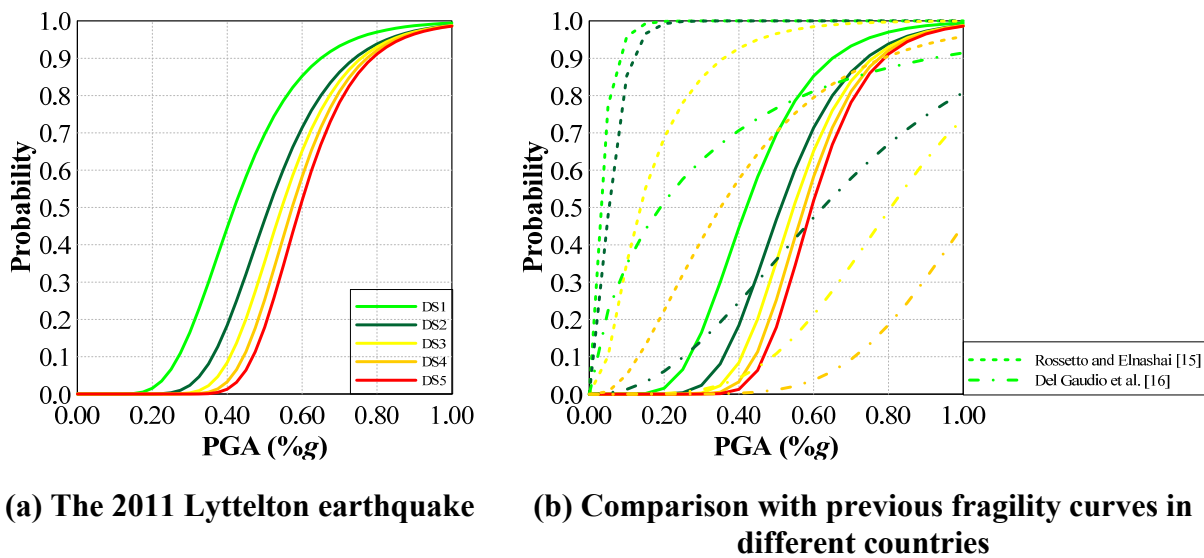 1.0
0.9
0.8
0.7
0.6
0.5
0.4
0.3
0.2
0.1
0.0
Probability
0.00 0.20 0.40 0.60 0.80 1.00
PGA (%g)
DS1
DS2
DS3
DS4
DS5
(a) The 2011 Lyttelton earthquake
1.0
0.9
0.8
0.7
0.6
0.5
0.4
0.3
0.2
0.1
0.0
Probability
0.00 0.20 0.40 0.60 0.80 1.00
PGA (%g)
Rossetto and Elnashai [15]
Del Gaudio et al. [16]
(b) Comparison with previous fragility curves in
different countries